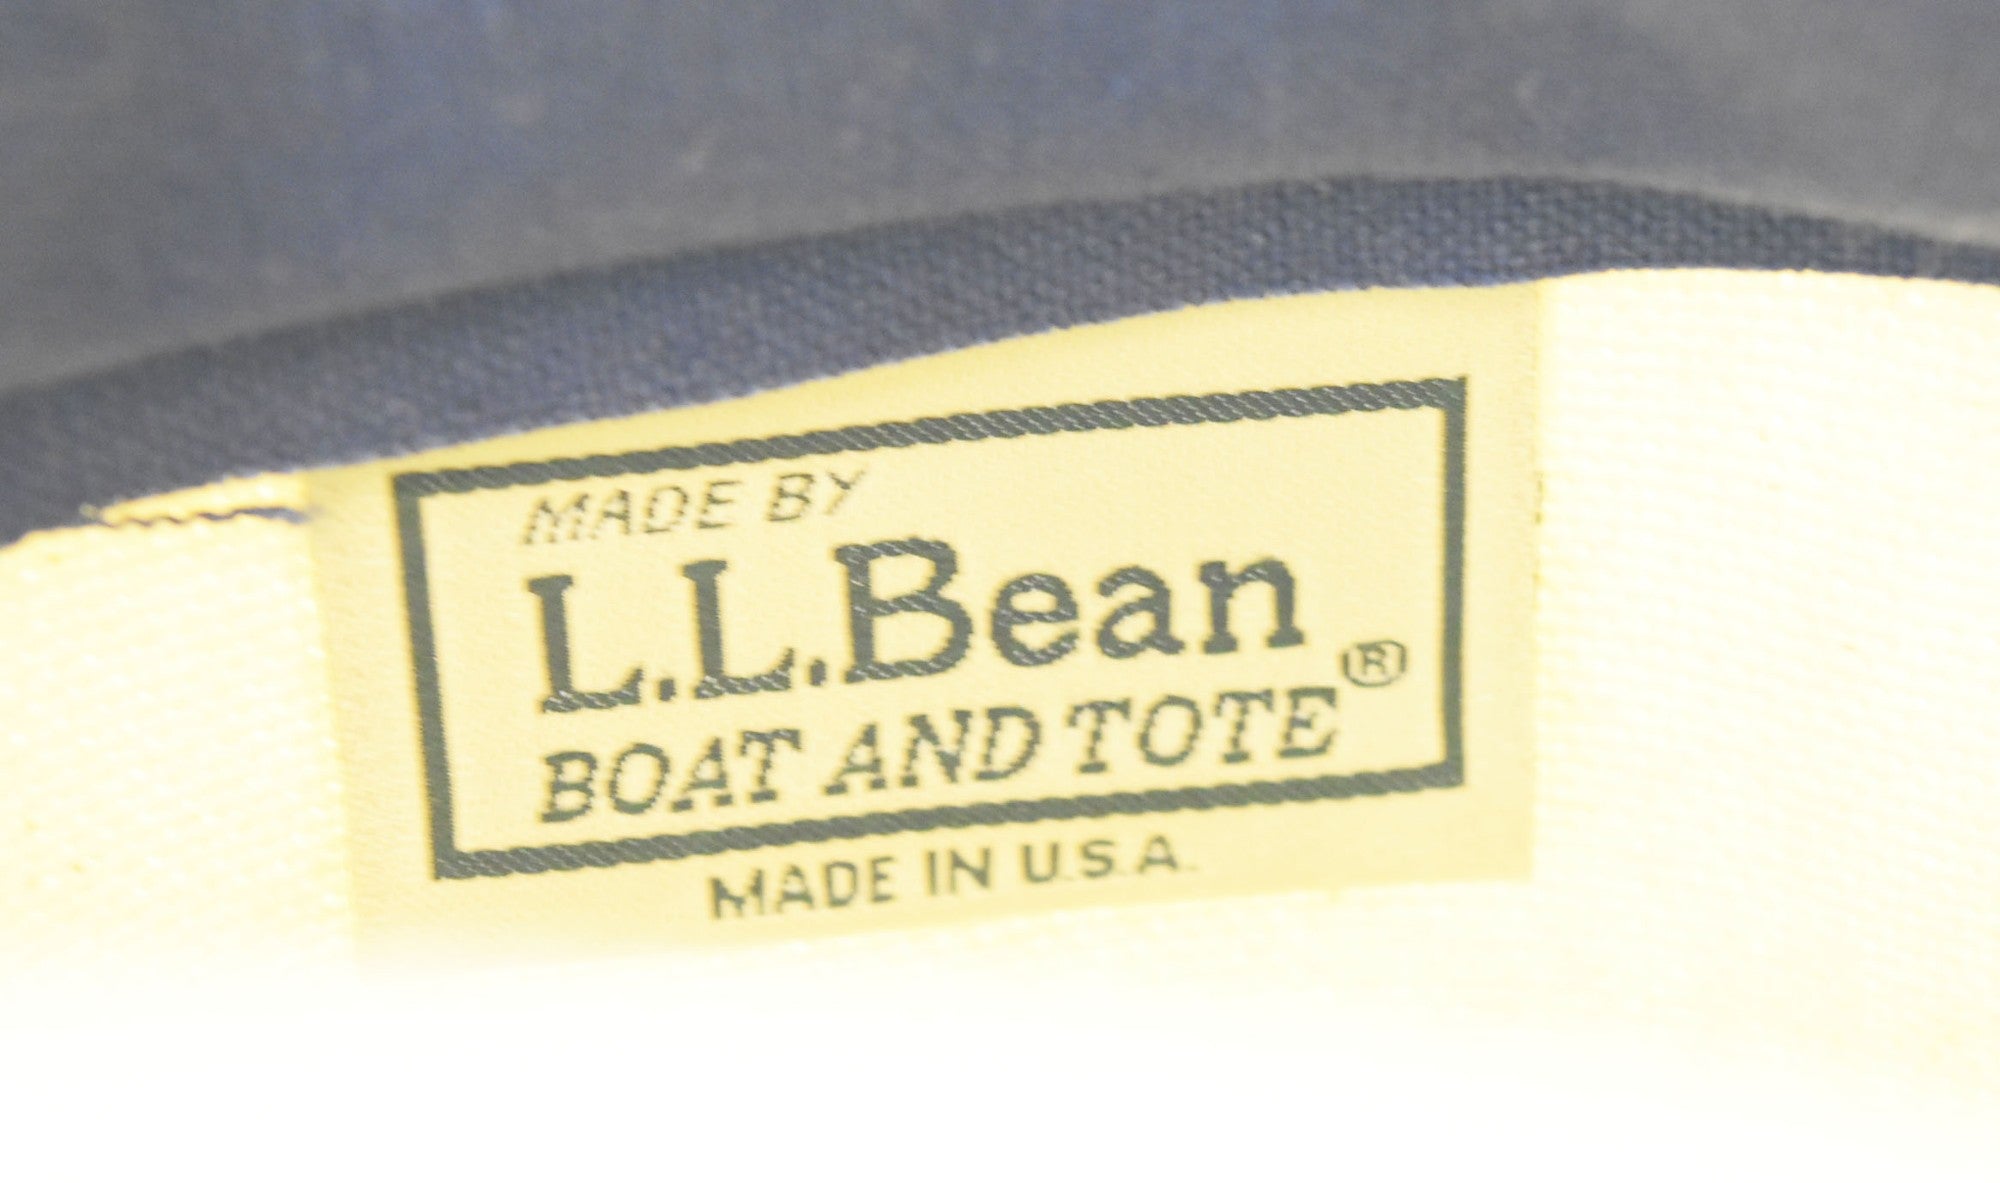 MADE BY
L.L.Bean
BOAT AND TOTE®
MADE IN U.S.A.